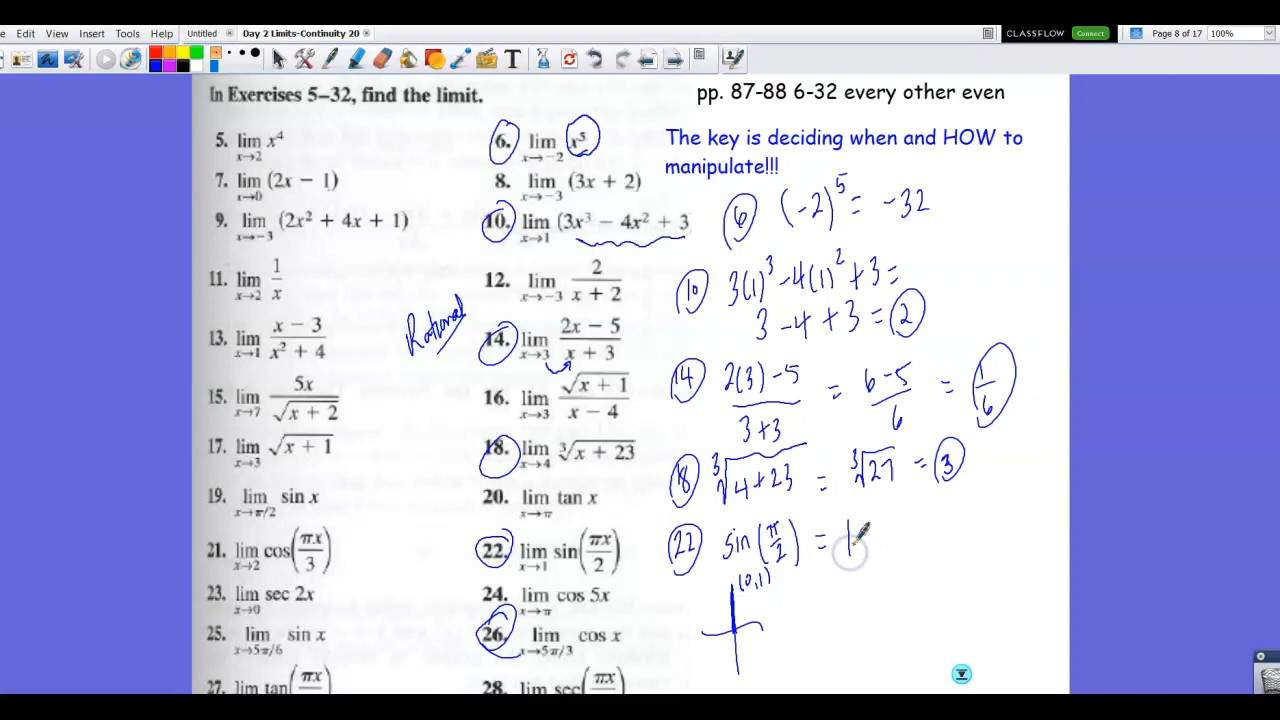 Edit View Insert Tools Help Untitled Day 2 Limits-Continuity 20 CLASSFLOW Connect Page 8 of 17 100%
In Exercises 5–32, find the limit.
pp. 87-88 6-32 every other even
The key is deciding when and HOW to
manipulate!!!
5. lim x→2 x⁴
6. lim x→-2 x⁵
7. lim x→0 (2x − 1)
8. lim x→-3 (3x + 2)
9. lim x→-3 (2x² + 4x + 1)
10. lim x→1 (3x³ − 4x² + 3
11. lim x→2 1/x
12. lim x→-3 2/(x + 2)
13. lim x→1 (x − 3)/(x² + 4)
Rational
14. lim x→3 (2x − 5)/(x + 3)
15. lim x→7 5x/√(x + 2)
16. lim x→3 √(x + 1)/(x − 4)
17. lim x→3 √(x + 1)
18. lim x→4 ∛(x + 23)
19. lim x→π/2 sin x
20. lim x→π tan x
21. lim x→2 cos(πx/3)
22. lim x→1 sin(πx/2)
23. lim x→0 sec 2x
24. lim x→π cos 5x
25. lim x→5π/6 sin x
26. lim x→5π/3 cos x
27. lim tan(πx
28. lim sec(πx
6 (-2)⁵ = -32
10 3(1)³ - 4(1)² + 3 =
3 - 4 + 3 = 2
14 (2(3) - 5)/(3 + 3) = (6 - 5)/6 = 1/6
18 ∛(4 + 23) = ∛27 = 3
22 sin(π/2) = 1
(0,1)